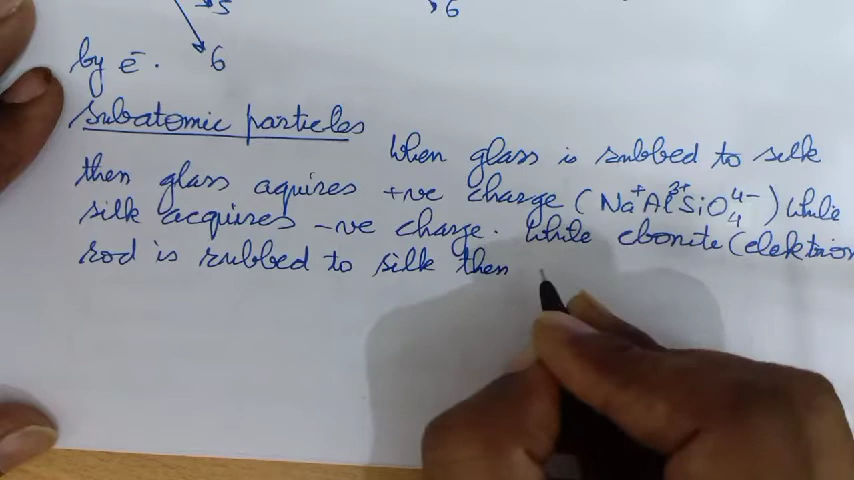 5 6
6
by e⁻.
subatomic particles
When glass is rubbed to silk
then glass aquires +ve charge (Na⁺Al³⁺SiO₄⁴⁻) while
silk acquires -ve charge. While ebonite (elektrion
rod is rubbed to silk then